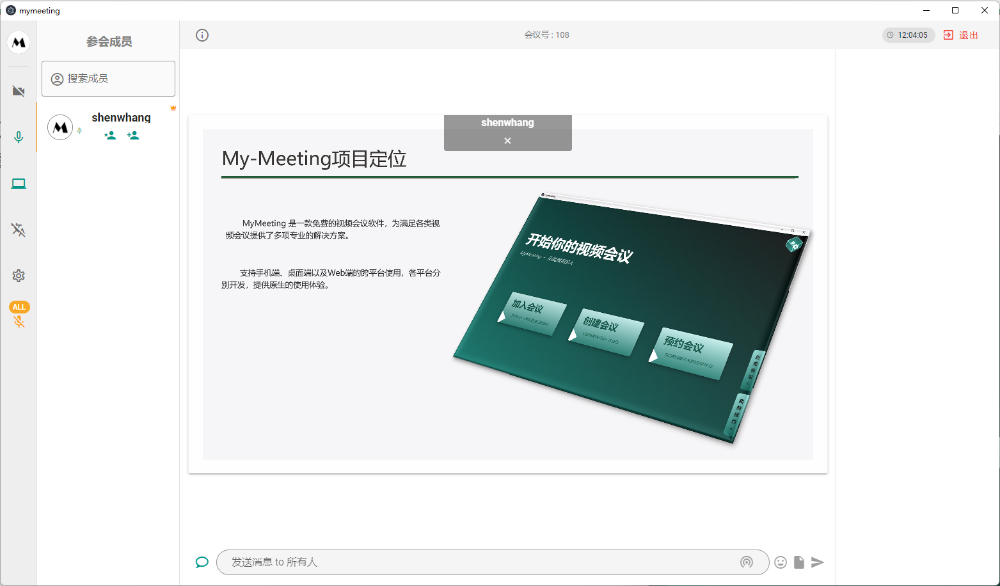 mymeeting
参会成员
会议号 : 108
12:04:05
退出
搜索成员
shenwhang
ALL
shenwhang
My-Meeting项目定位
MyMeeting 是一款免费的视频会议软件，为满足各类视
频会议提供了多项专业的解决方案。
支持手机端、桌面端以及Web端的跨平台使用，各平台分
别开发，提供原生的使用体验。
mymeeting
开始你的视频会议
加入会议
创建会议
预约会议
历史会议 <
我的预约 <
发送消息 to 所有人